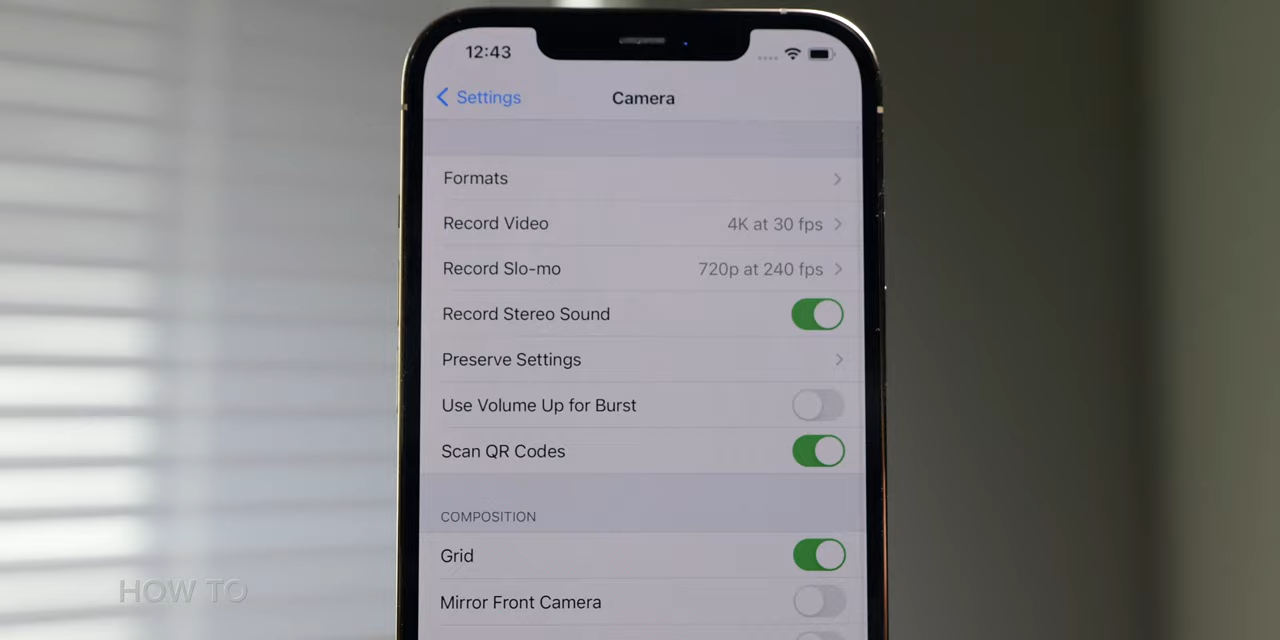 12:43
Settings
Camera
Formats
Record Video 4K at 30 fps
Record Slo-mo 720p at 240 fps
Record Stereo Sound
Preserve Settings
Use Volume Up for Burst
Scan QR Codes
COMPOSITION
Grid
Mirror Front Camera
HOW TO